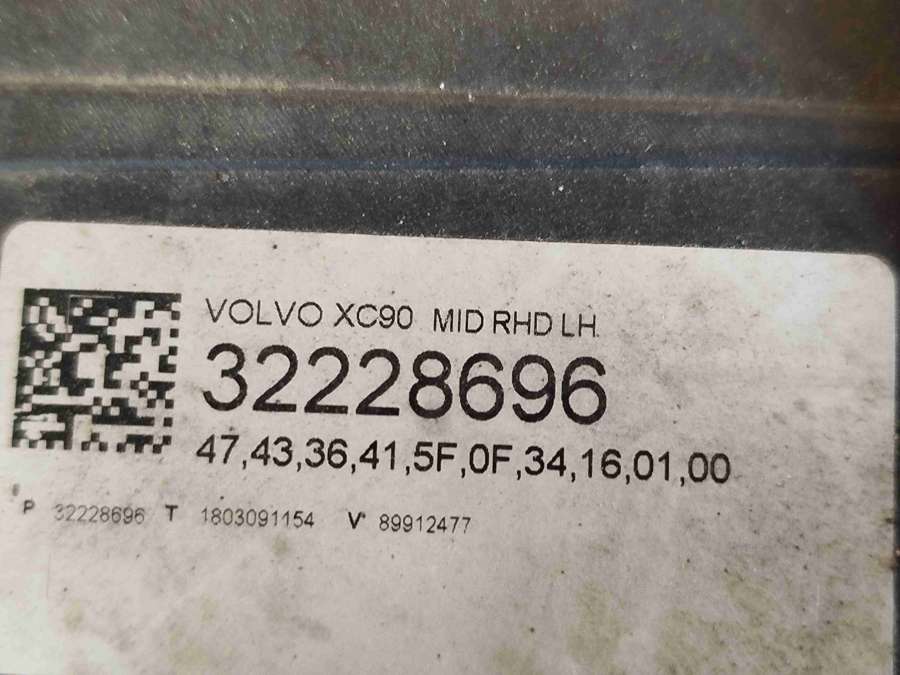 VOLVO XC90 MID RHD LH
32228696
47,43,36,41,5F,0F,34,16,01,00
P 32228696 T 1803091154 V 89912477